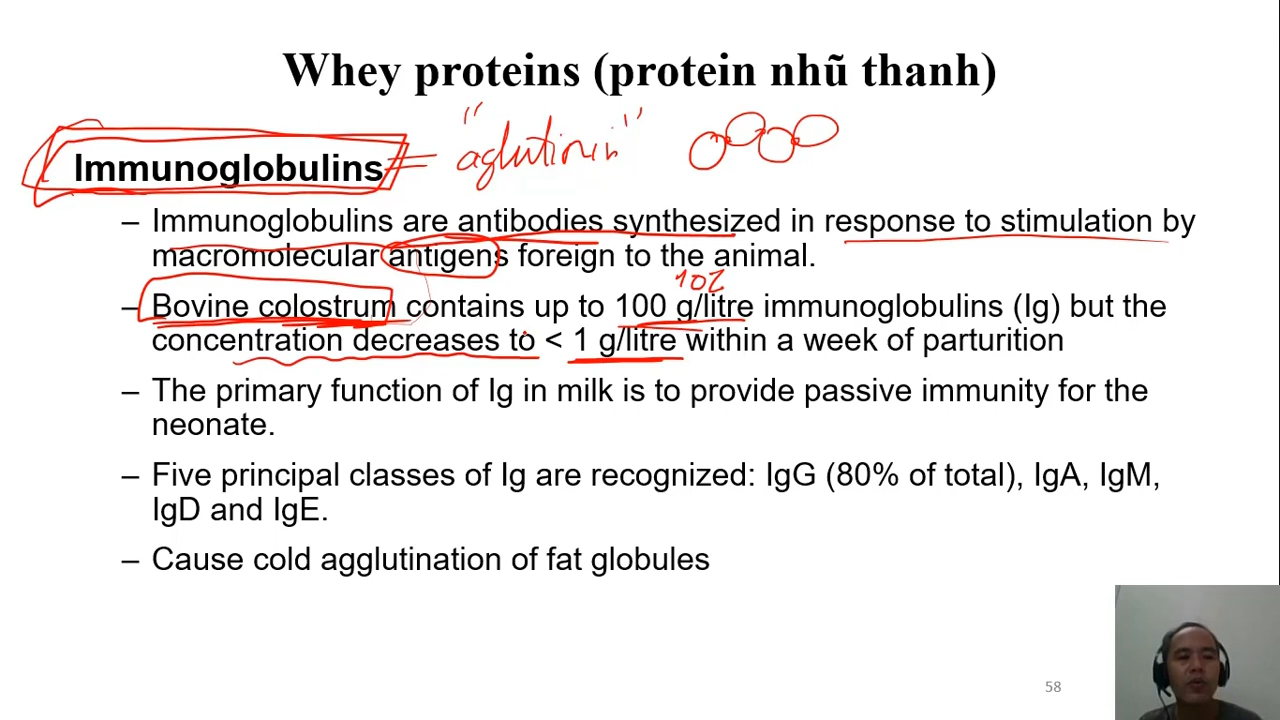 Whey proteins (protein nhũ thanh)
Immunoglobulins = "aglutinin"
– Immunoglobulins are antibodies synthesized in response to stimulation by
macromolecular antigens foreign to the animal.
10%
– Bovine colostrum contains up to 100 g/litre immunoglobulins (Ig) but the
concentration decreases to < 1 g/litre within a week of parturition
– The primary function of Ig in milk is to provide passive immunity for the
neonate.
– Five principal classes of Ig are recognized: IgG (80% of total), IgA, IgM,
IgD and IgE.
– Cause cold agglutination of fat globules
58